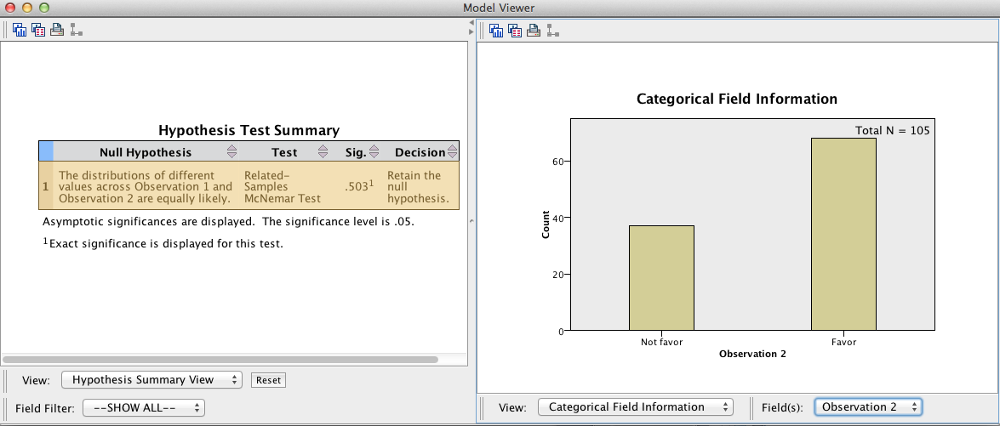 Model Viewer
Hypothesis Test Summary
Null Hypothesis Test Sig. Decision
1 The distributions of different values across Observation 1 and Observation 2 are equally likely. Related-Samples McNemar Test .503¹ Retain the null hypothesis.
Asymptotic significances are displayed. The significance level is .05.
¹Exact significance is displayed for this test.
View: Hypothesis Summary View Reset
Field Filter: --SHOW ALL--
Categorical Field Information
Total N = 105
60
40
20
0
Count
Not favor Favor
Observation 2
View: Categorical Field Information Field(s): Observation 2